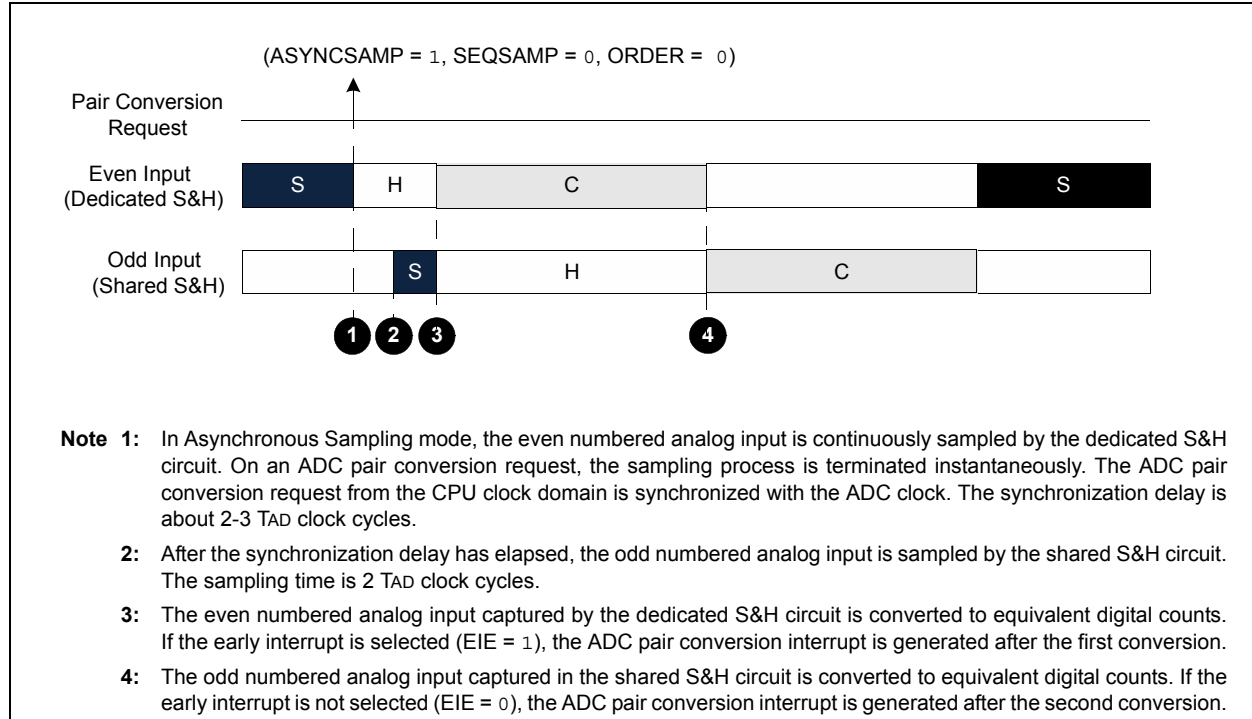 (ASYNCSAMP = 1, SEQSAMP = 0, ORDER = 0)
Pair Conversion
Request
Even Input
(Dedicated S&H)
S
H
C
S
Odd Input
(Shared S&H)
S
H
C
1
2
3
4
Note 1: In Asynchronous Sampling mode, the even numbered analog input is continuously sampled by the dedicated S&H
circuit. On an ADC pair conversion request, the sampling process is terminated instantaneously. The ADC pair
conversion request from the CPU clock domain is synchronized with the ADC clock. The synchronization delay is
about 2-3 TAD clock cycles.
2: After the synchronization delay has elapsed, the odd numbered analog input is sampled by the shared S&H circuit.
The sampling time is 2 TAD clock cycles.
3: The even numbered analog input captured by the dedicated S&H circuit is converted to equivalent digital counts.
If the early interrupt is selected (EIE = 1), the ADC pair conversion interrupt is generated after the first conversion.
4: The odd numbered analog input captured in the shared S&H circuit is converted to equivalent digital counts. If the
early interrupt is not selected (EIE = 0), the ADC pair conversion interrupt is generated after the second conversion.